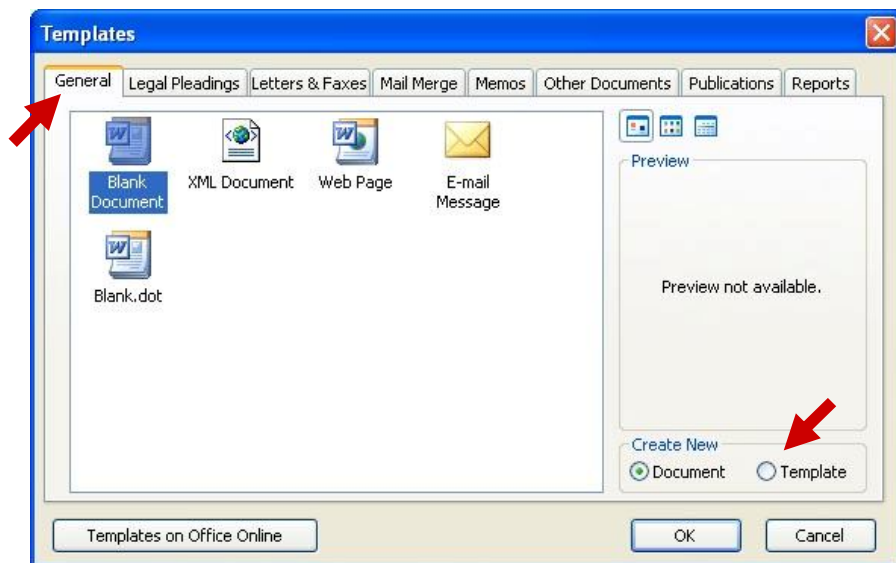 Templates
General Legal Pleadings Letters & Faxes Mail Merge Memos Other Documents Publications Reports
Blank Document
XML Document
Web Page
E-mail Message
Blank.dot
Preview
Preview not available.
Create New
Document Template
Templates on Office Online OK Cancel